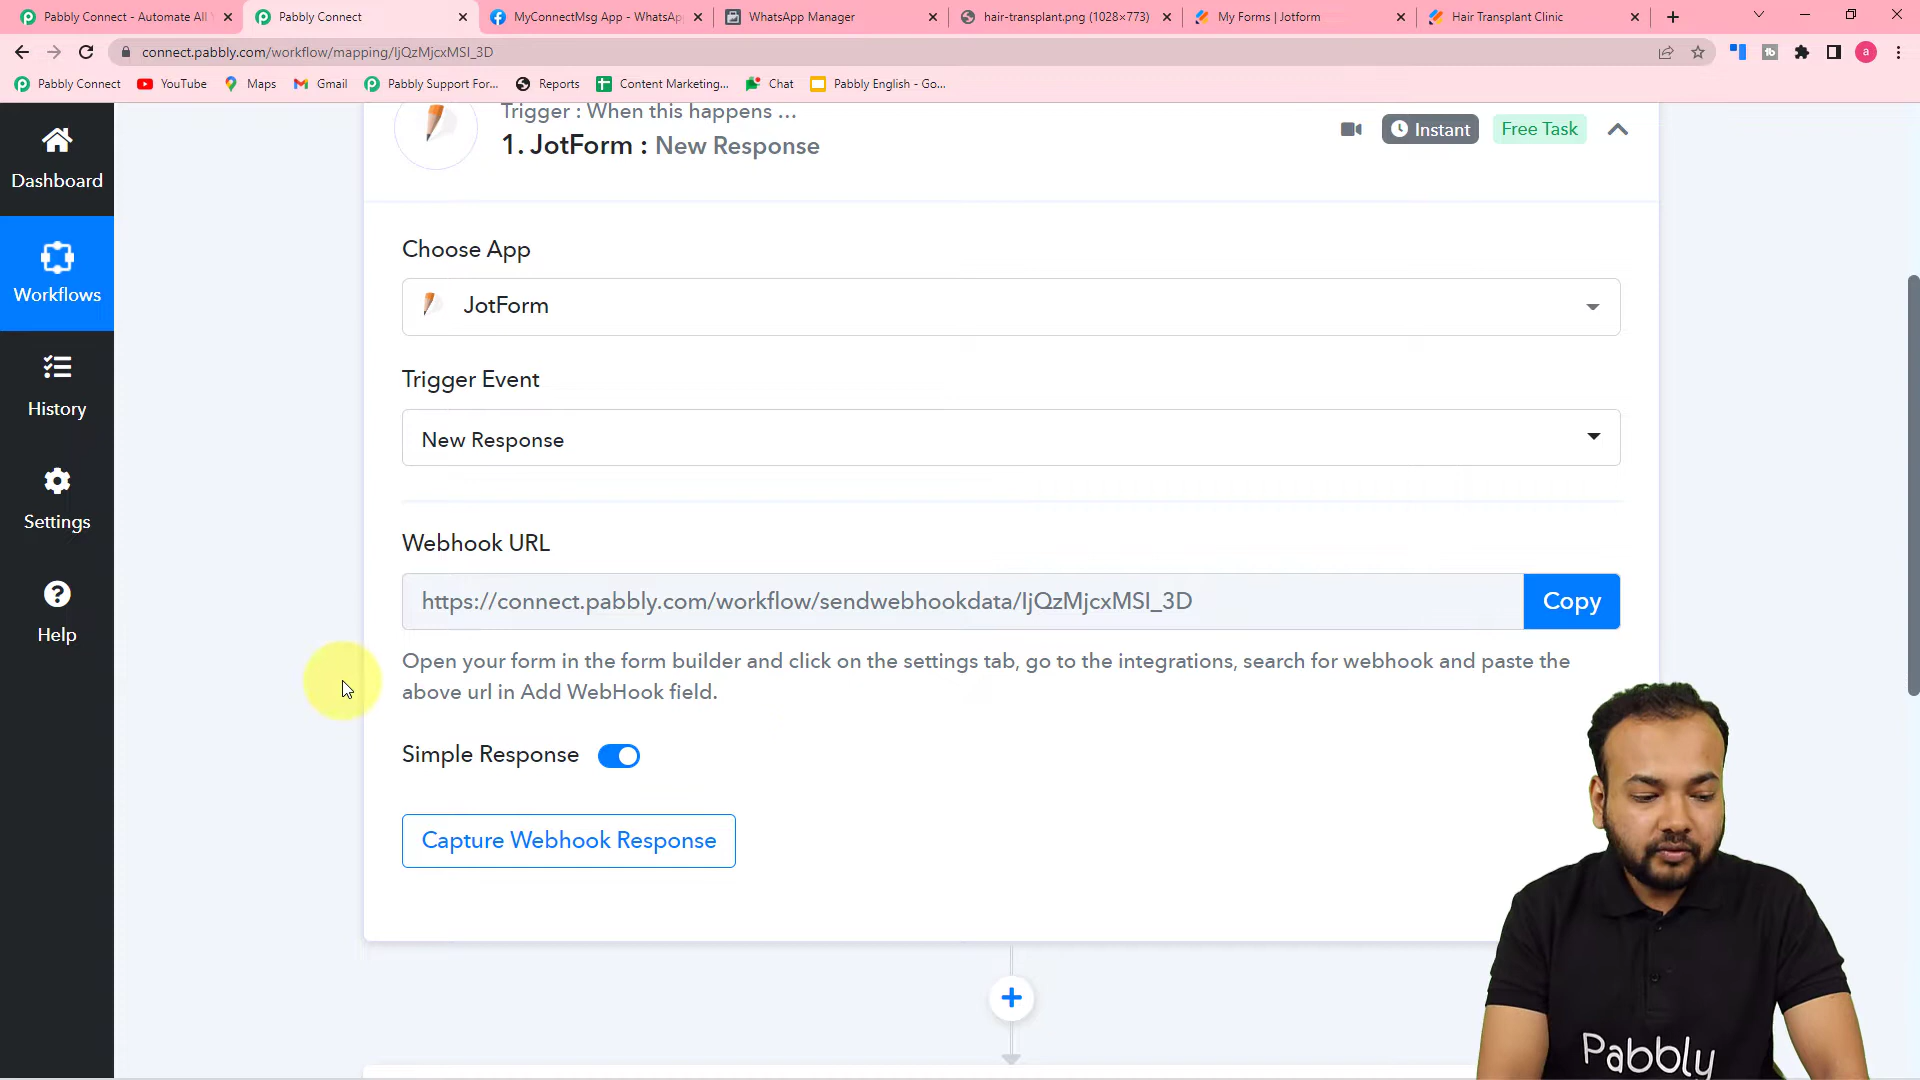 Pabbly Connect - Automate All
Pabbly Connect
MyConnectMsg App - WhatsAp
WhatsApp Manager
hair-transplant.png (1028×773)
My Forms | Jotform
Hair Transplant Clinic
connect.pabbly.com/workflow/mapping/IjQzMjcxMSI_3D
a
Pabbly Connect
YouTube
Maps
Gmail
Pabbly Support For...
Reports
Content Marketing...
Chat
Pabbly English - Go...
Dashboard
Workflows
History
Settings
Help
Trigger : When this happens ...
1. JotForm : New Response
Instant
Free Task
Choose App
JotForm
Trigger Event
New Response
Webhook URL
https://connect.pabbly.com/workflow/sendwebhookdata/IjQzMjcxMSI_3D
Copy
Open your form in the form builder and click on the settings tab, go to the integrations, search for webhook and paste the
above url in Add WebHook field.
Simple Response
Capture Webhook Response
Pabbly